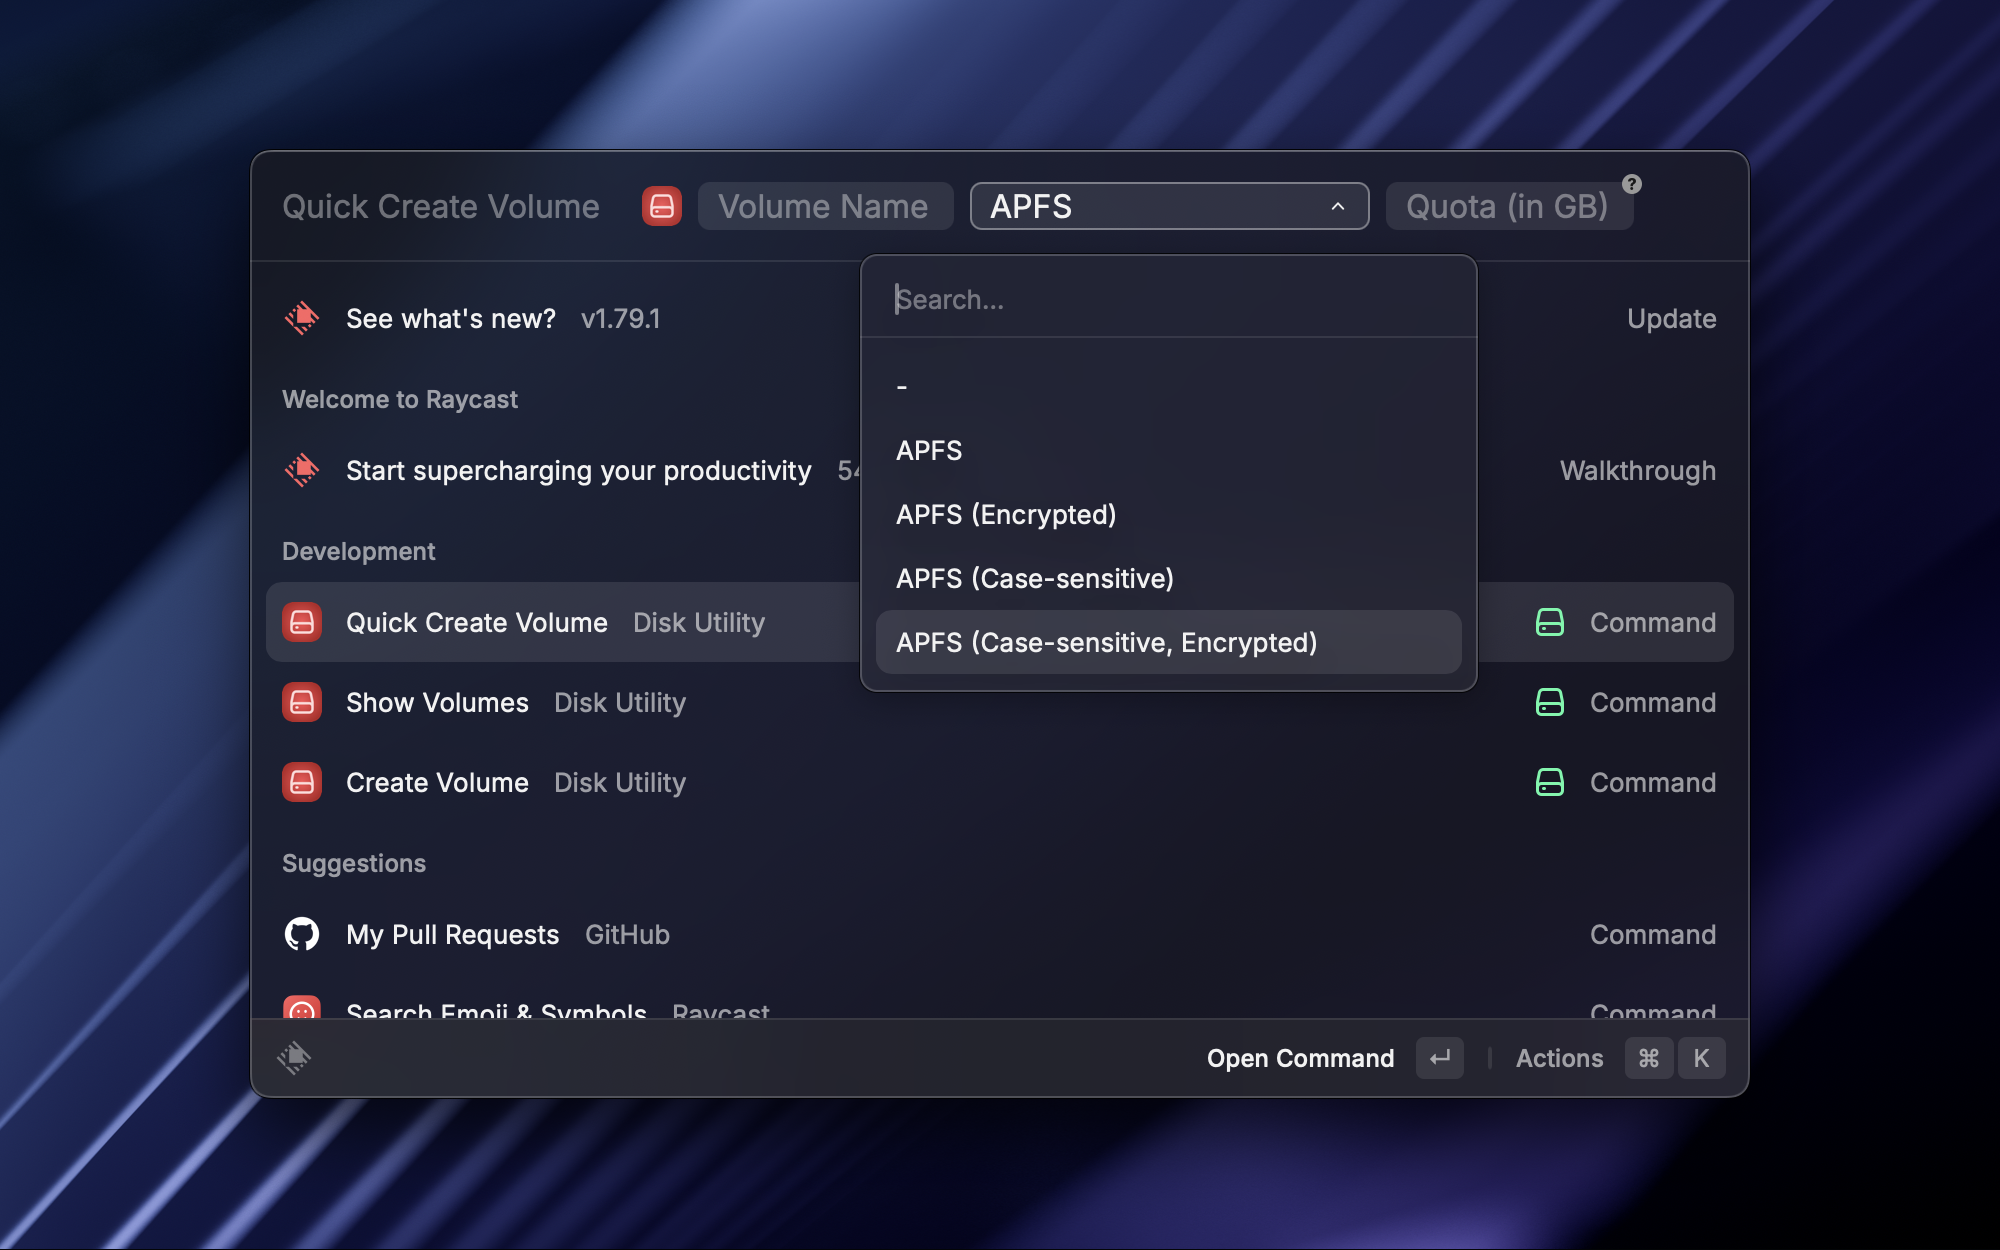 Quick Create Volume Volume Name APFS Quota (in GB) ?
Search...
See what's new? v1.79.1 Update
-
Welcome to Raycast
APFS
Start supercharging your productivity Walkthrough
APFS (Encrypted)
Development
APFS (Case-sensitive)
Quick Create Volume Disk Utility Command
APFS (Case-sensitive, Encrypted)
Show Volumes Disk Utility Command
Create Volume Disk Utility Command
Suggestions
My Pull Requests GitHub Command
Search Emoji & Symbols Raycast Command
Open Command ↵ Actions ⌘ K